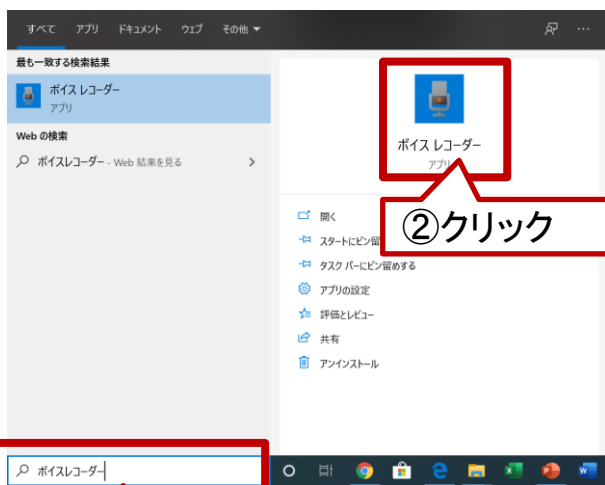 すべて アプリ ドキュメント ウェブ その他
最も一致する検索結果
ボイス レコーダー
アプリ
Web の検索
ボイスレコーダー - Web 結果を見る
ボイス レコーダー
アプリ
②クリック
開く
スタートにピン留
タスク バーにピン留めする
アプリの設定
評価とレビュー
共有
アンインストール
ボイスレコーダー